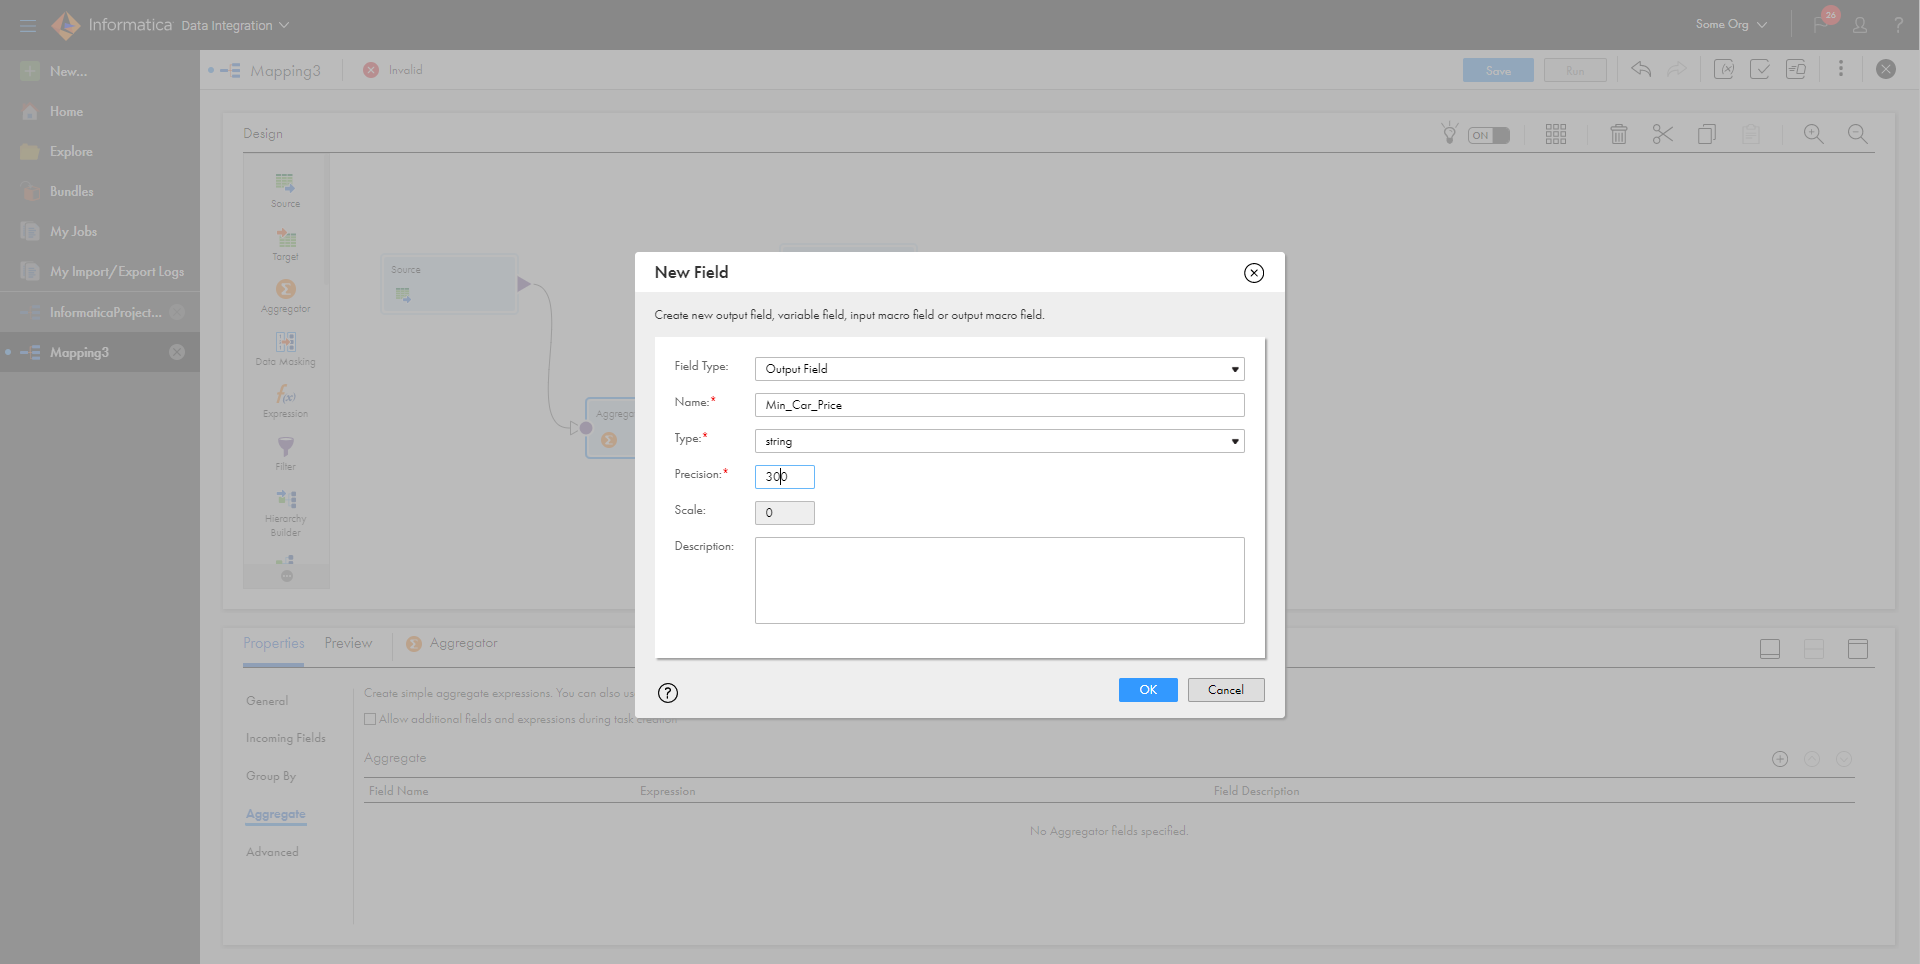 Informatica Data Integration
Some Org
26
?
New...
Home
Explore
Bundles
My Jobs
My Import/Export Logs
InformaticaProject...
Mapping3
Mapping3
Invalid
Save
Run
Design
ON
Source
Target
Aggregator
Data Masking
Expression
Filter
Hierarchy
Builder
Source
Aggrega
New Field
Create new output field, variable field, input macro field or output macro field.
Field Type: Output Field
Name:* Min_Car_Price
Type:* string
Precision:* 300
Scale: 0
Description:
?
OK
Cancel
Properties
Preview
Aggregator
General
Incoming Fields
Group By
Aggregate
Advanced
Create simple aggregate expressions. You can also us
Allow additional fields and expressions during task creation
Aggregate
Field Name
Expression
Field Description
No Aggregator fields specified.